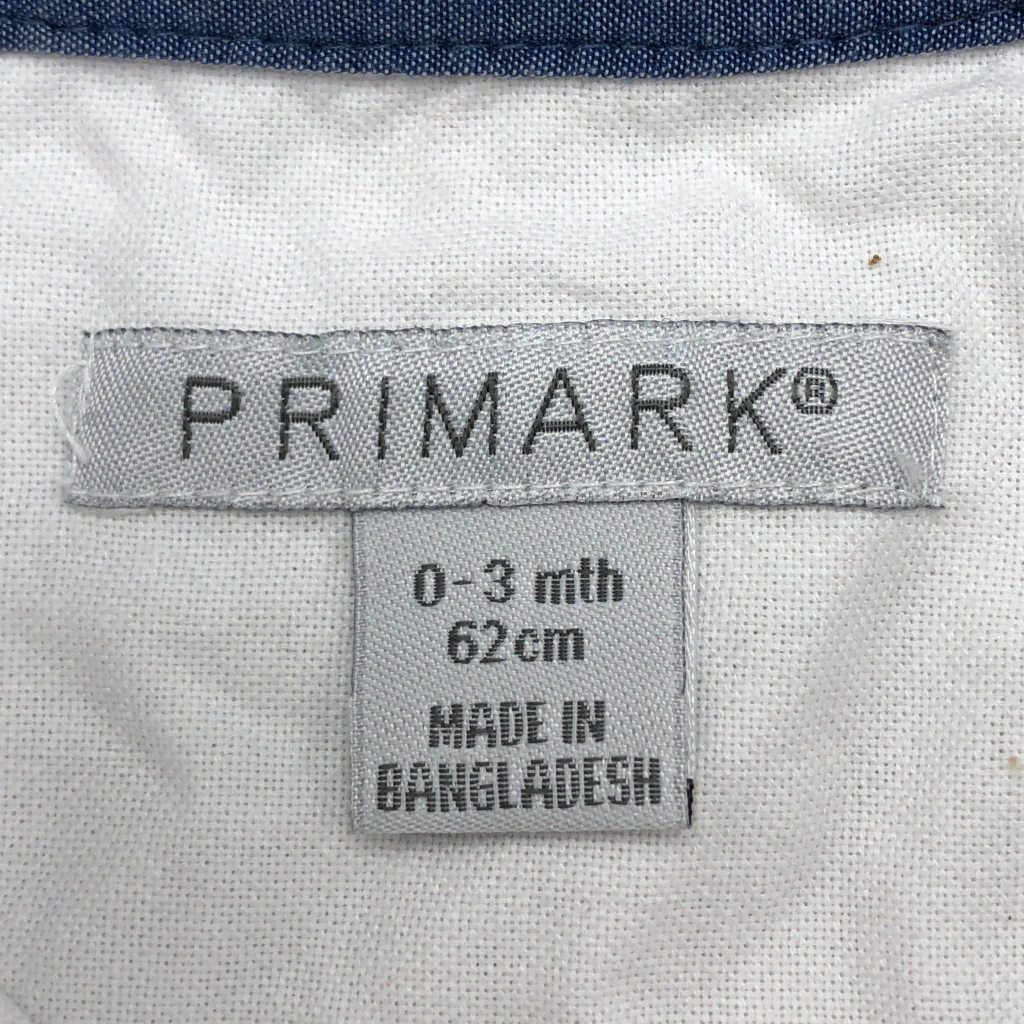 PRIMARK®
0-3 mth
62cm
MADE IN
BANGLADESH